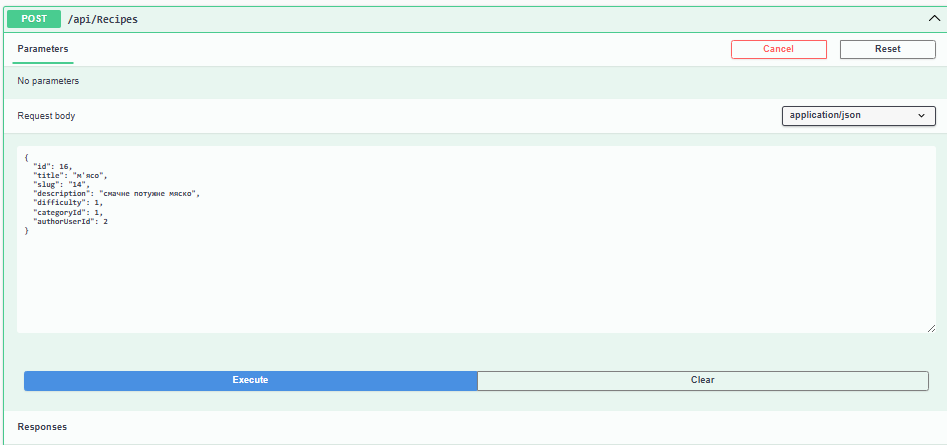 POST /api/Recipes
Parameters
Cancel
Reset
No parameters
Request body
application/json
{
  "id": 16,
  "title": "м'ясо",
  "slug": "14",
  "description": "смачне потужне мяско",
  "difficulty": 1,
  "categoryId": 1,
  "authorUserId": 2
}
Execute
Clear
Responses